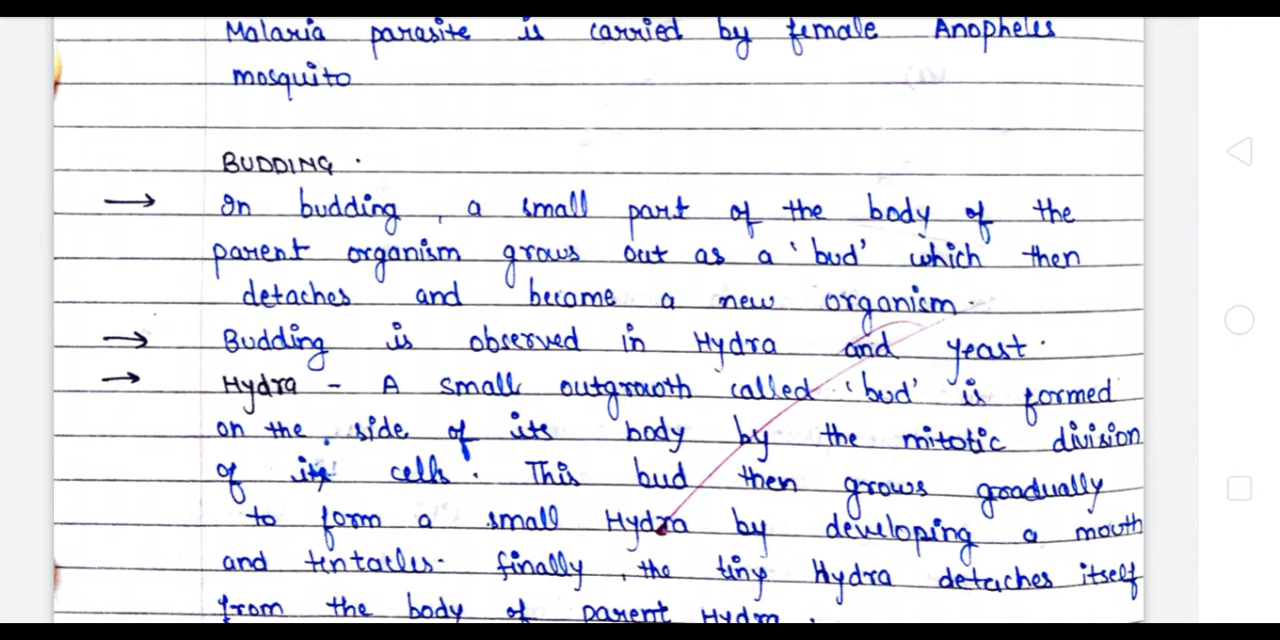 Malaria parasite is carried by female Anopheles
mosquito
BUDDING .
→ In budding, a small part of the body of the
parent organism grows out as a 'bud' which then
detaches and become a new organism.
→ Budding is observed in Hydra and yeast.
→ Hydra - A small outgrowth called 'bud' is formed
on the side of its body by the mitotic division
of its cells. This bud then grows gradually
to form a small Hydra by developing a mouth
and tentacles. finally, the tiny Hydra detaches itself
from the body of parent Hydra.